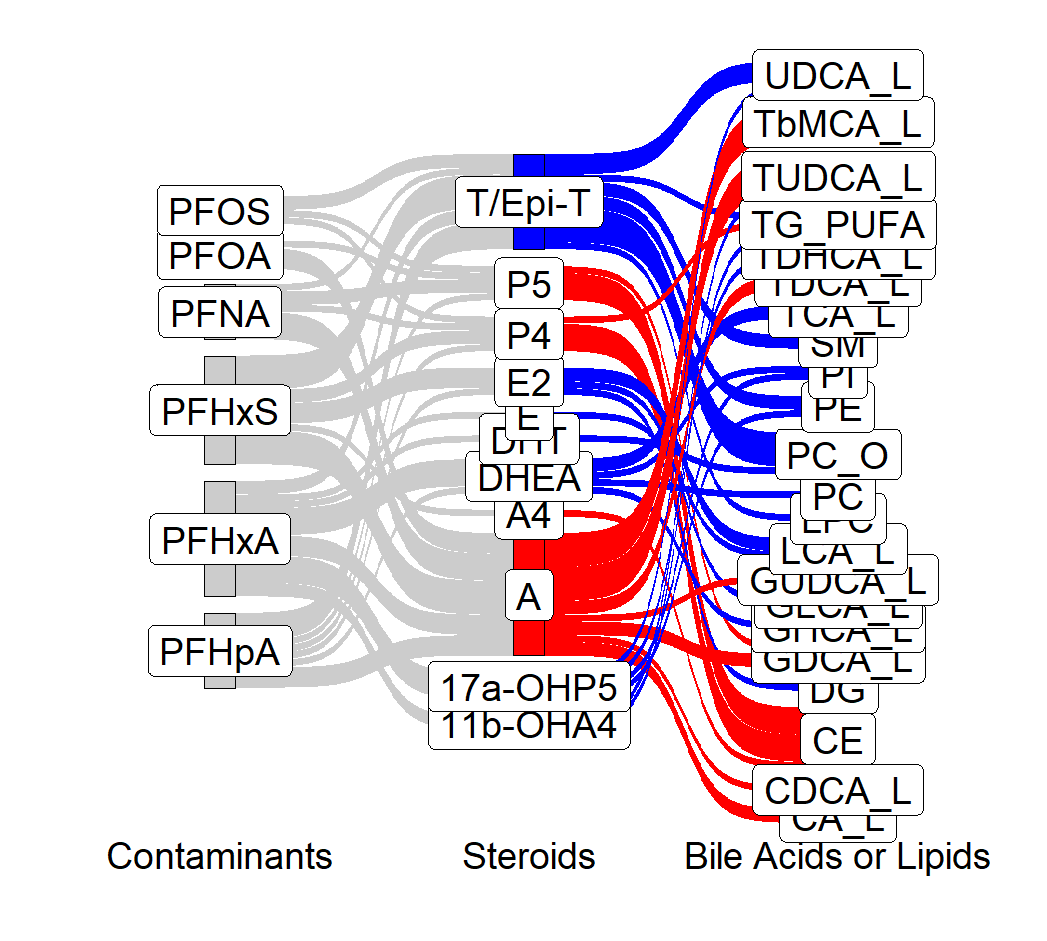 PFOS
PFOA
PFNA
PFHxS
PFHxA
PFHpA
T/Epi-T
P5
P4
E2
E
DHT
DHEA
A4
A
17a-OHP5
11b-OHA4
UDCA_L
TbMCA_L
TUDCA_L
TG_PUFA
TDHCA_L
TDCA_L
TCA_L
SM
PI
PE
PC_O
PC
LPC
LCA_L
GUDCA_L
GLCA_L
GHCA_L
GDCA_L
DG
CE
CDCA_L
CA_L
Contaminants
Steroids
Bile Acids or Lipids